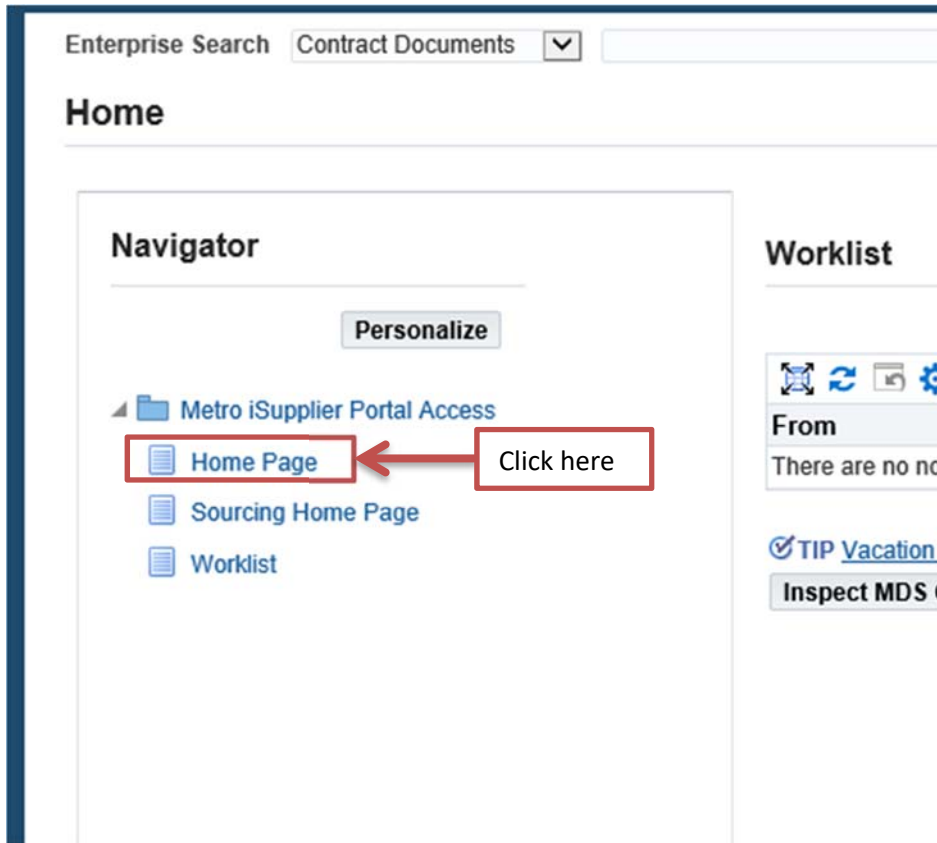 Enterprise Search Contract Documents
Home
Navigator
Personalize
Metro iSupplier Portal Access
Home Page
Click here
Sourcing Home Page
Worklist
Worklist
From
There are no
TIP Vacation
Inspect MDS